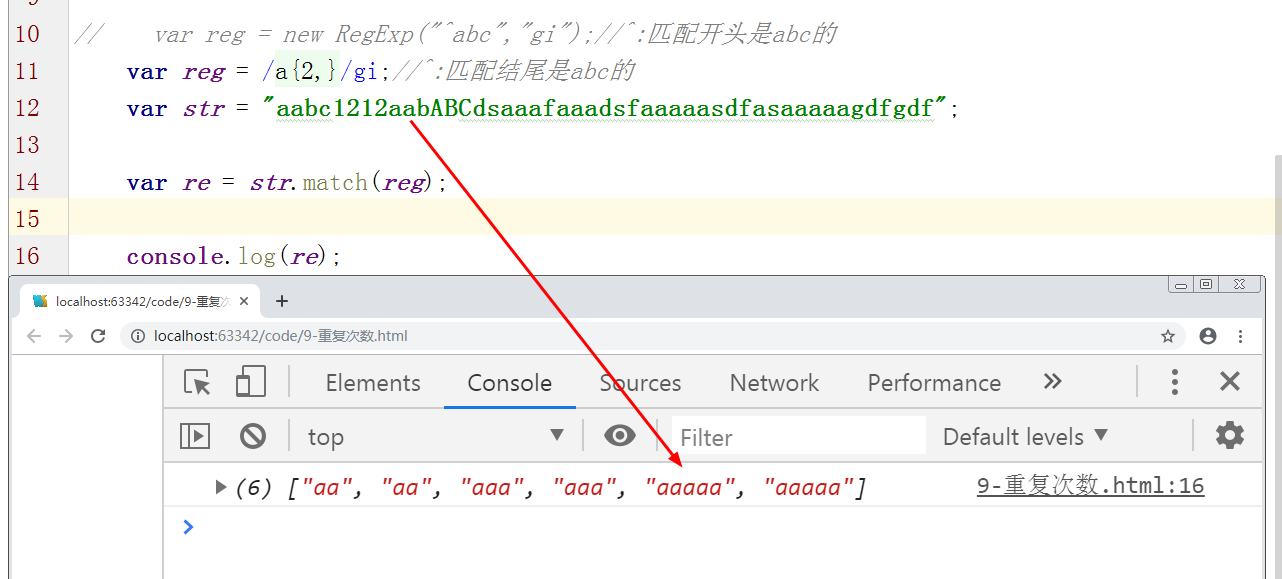 10 // var reg = new RegExp("^abc","gi");//^:匹配开头是abc的
11 var reg = /a{2,}/gi;//^:匹配结尾是abc的
12 var str = "aabc1212aabABCdsaaafaaadsfaaaaasdfasaaaaagdfgdf";
13
14 var re = str.match(reg);
15
16 console.log(re);
localhost:63342/code/9-重复次
localhost:63342/code/9-重复次数.html
Elements Console Sources Network Performance
top Filter Default levels
(6) ["aa", "aa", "aaa", "aaa", "aaaaa", "aaaaa"] 9-重复次数.html:16